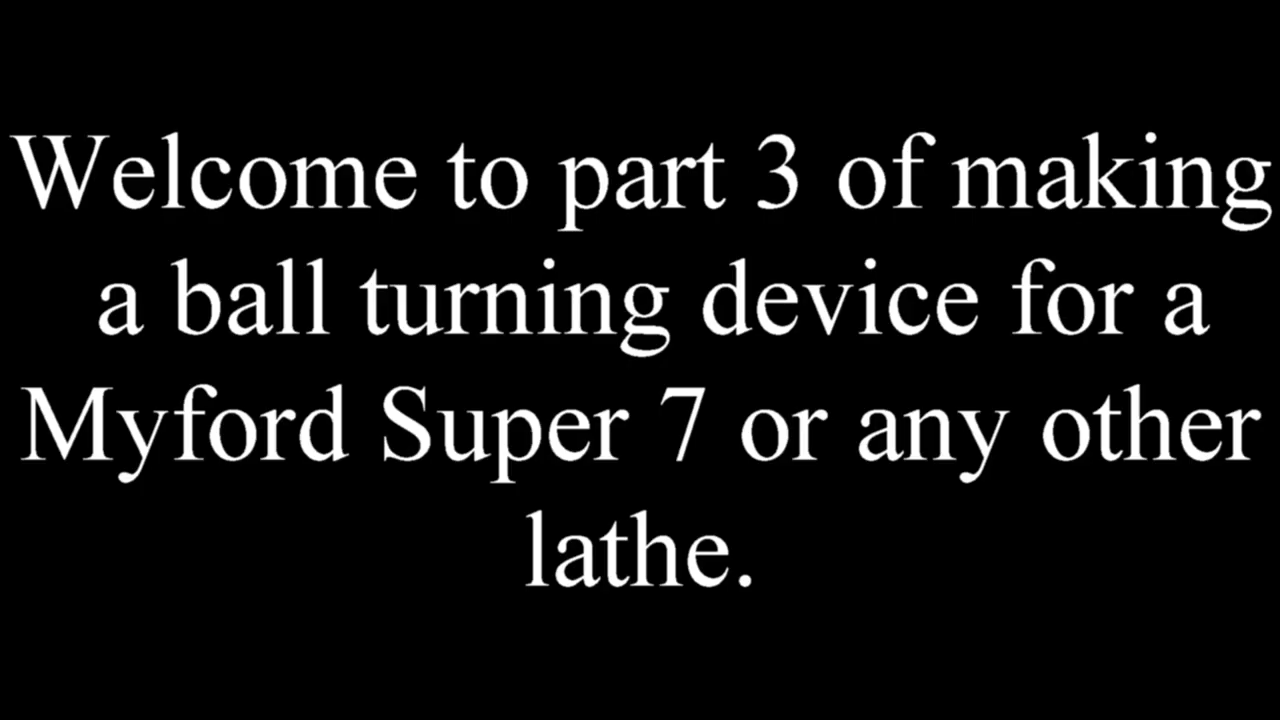 Welcome to part 3 of making
a ball turning device for a
Myford Super 7 or any other
lathe.